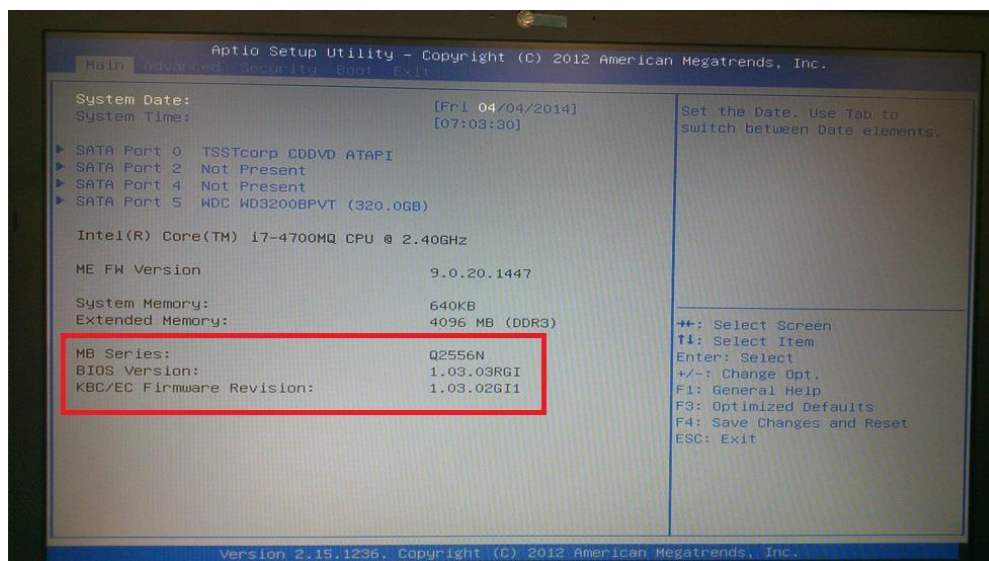 Aptio Setup Utility - Copyright (C) 2012 American Megatrends, Inc.
Main Advanced Security Boot Exit
System Date: [Fri 04/04/2014]
System Time: [07:03:30]
SATA Port 0 TSSTcorp CDDVD ATAPI
SATA Port 2 Not Present
SATA Port 4 Not Present
SATA Port 5 WDC WD3200BPVT (320.0GB)
Intel(R) Core(TM) i7-4700MQ CPU @ 2.40GHz
ME FW Version 9.0.20.1447
System Memory: 640KB
Extended Memory: 4096 MB (DDR3)
MB Series: Q2556N
BIOS Version: 1.03.03RGI
KBC/EC Firmware Revision: 1.03.02GI1
Set the Date. Use Tab to
switch between Date elements.
→←: Select Screen
↑↓: Select Item
Enter: Select
+/-: Change Opt.
F1: General Help
F3: Optimized Defaults
F4: Save Changes and Reset
ESC: Exit
Version 2.15.1236. Copyright (C) 2012 American Megatrends, Inc.